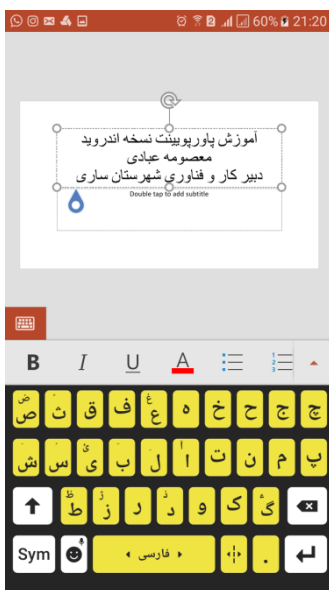 60% 21:20
آموزش پاورپویینت نسخه اندروید
معصومه عبادی
دبیر کار و فناوری شهرستان ساری
Double tap to add subtitle
B I U A
ض ص ث ق ف غ ع ه خ ح ج چ
ش س ئ ی ب ل أ ا ت ن م پ
ظ ط ژ ز ر ذ د و ک گ
Sym فارسی .